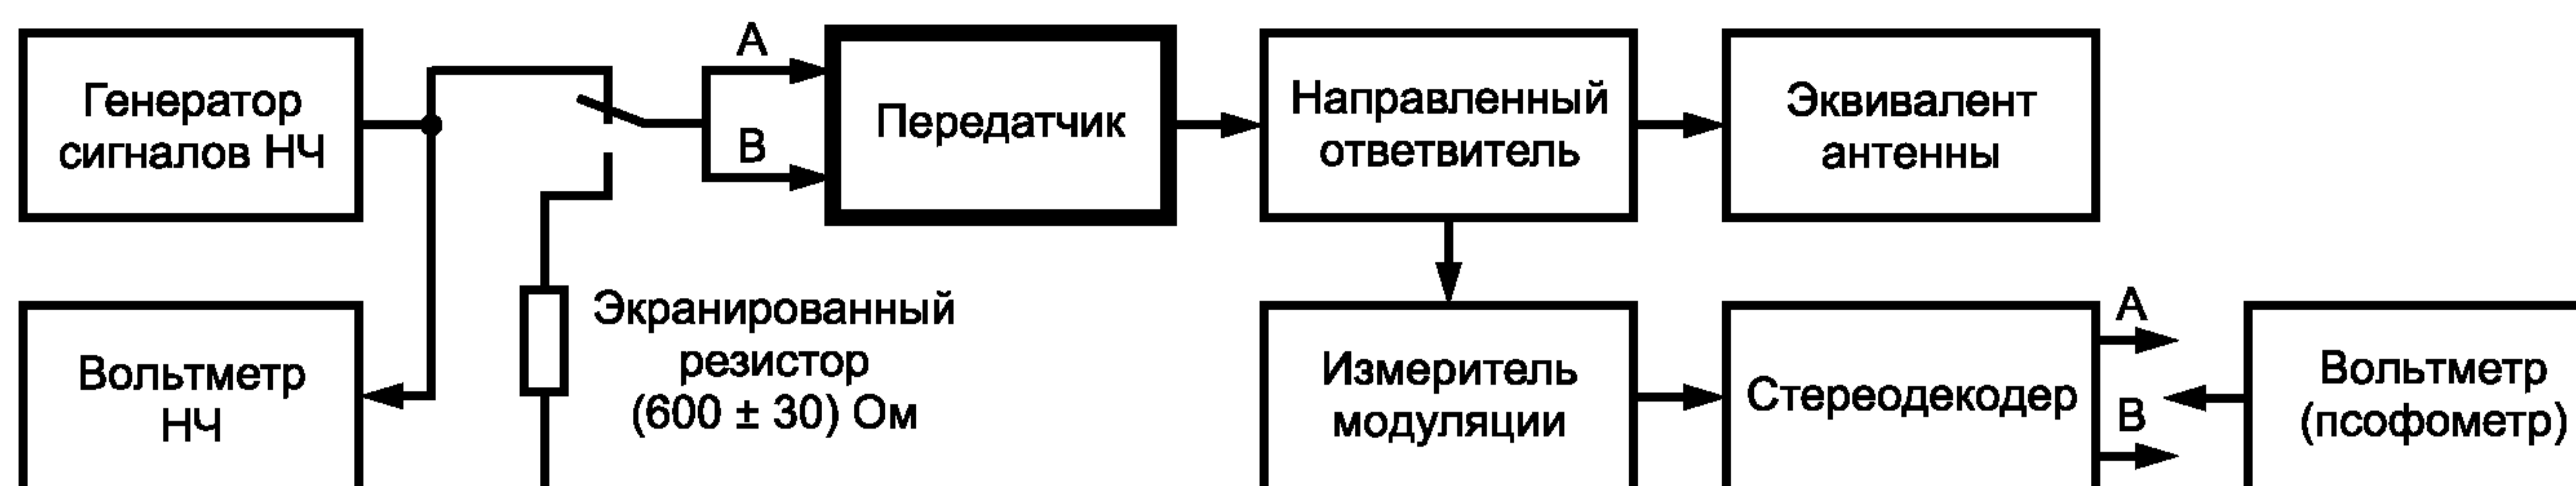 Генератор
сигналов НЧ
А
В
Передатчик
Направленный
ответвитель
Эквивалент
антенны
Вольтметр
НЧ
Экранированный
резистор
(600 ± 30) Ом
Измеритель
модуляции
Стереодекодер
А
В
Вольтметр
(псофометр)